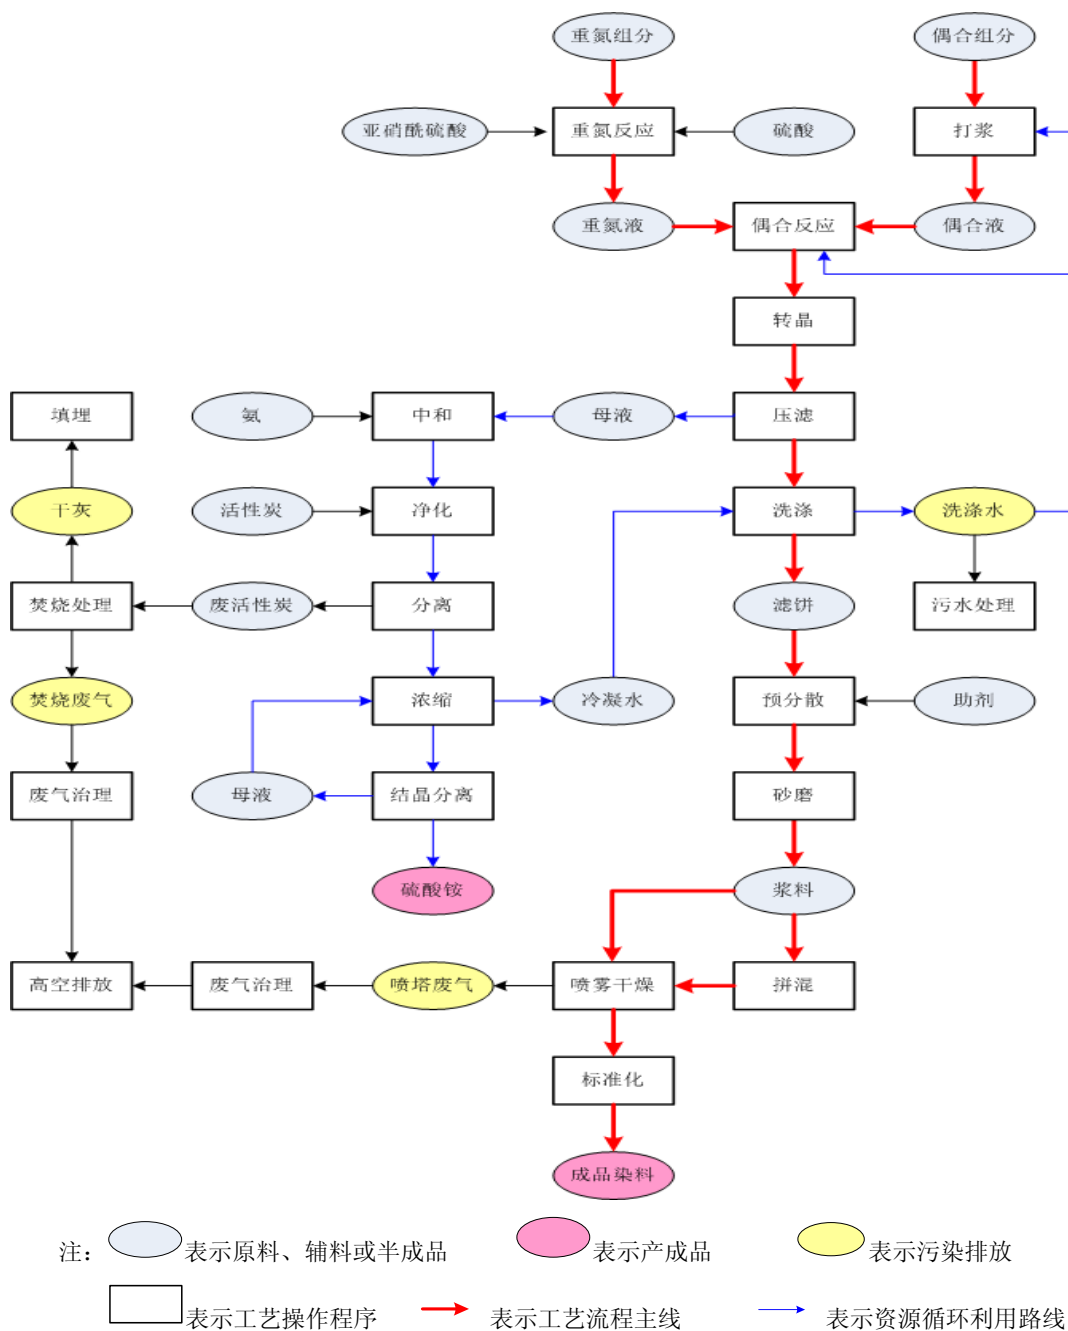 重氮组分
偶合组分
亚硝酰硫酸
重氮反应
硫酸
打浆
重氮液
偶合反应
偶合液
转晶
填埋
氨
中和
母液
压滤
干灰
活性炭
净化
洗涤
洗涤水
焚烧处理
废活性炭
分离
滤饼
污水处理
焚烧废气
浓缩
冷凝水
预分散
助剂
废气治理
母液
结晶分离
砂磨
硫酸铵
浆料
高空排放
废气治理
喷塔废气
喷雾干燥
拼混
标准化
成品染料
注：
表示原料、辅料或半成品
表示产成品
表示污染排放
表示工艺操作程序
表示工艺流程主线
表示资源循环利用路线